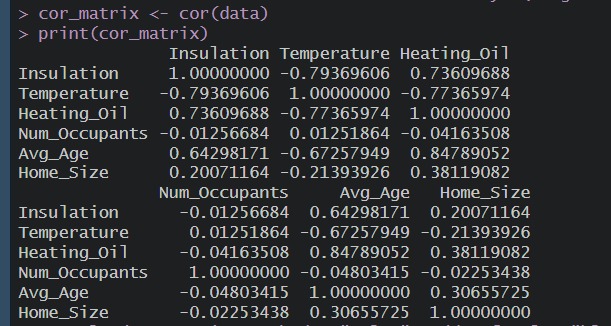 > cor_matrix <- cor(data)
> print(cor_matrix)
Insulation Temperature Heating_Oil
Insulation 1.00000000 -0.79369606 0.73609688
Temperature -0.79369606 1.00000000 -0.77365974
Heating_Oil 0.73609688 -0.77365974 1.00000000
Num_Occupants -0.01256684 0.01251864 -0.04163508
Avg_Age 0.64298171 -0.67257949 0.84789052
Home_Size 0.20071164 -0.21393926 0.38119082
Num_Occupants Avg_Age Home_Size
Insulation -0.01256684 0.64298171 0.20071164
Temperature 0.01251864 -0.67257949 -0.21393926
Heating_Oil -0.04163508 0.84789052 0.38119082
Num_Occupants 1.00000000 -0.04803415 -0.02253438
Avg_Age -0.04803415 1.00000000 0.30655725
Home_Size -0.02253438 0.30655725 1.00000000